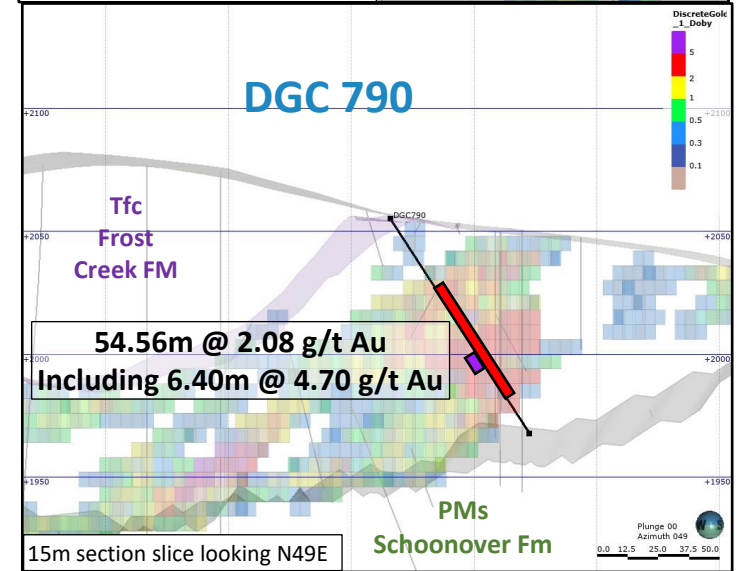 DiscreteGold
_1_Doby
5
2
1
0.5
0.3
0.1
DGC 790
+2100
+2100
DGC790
Tfc
Frost
Creek FM
+2050
+2050
54.56m @ 2.08 g/t Au
Including 6.40m @ 4.70 g/t Au
+2000
+2000
+1950
+1950
PMs
Schoonover Fm
Plunge 00
Azimuth 049
0.0 12.5 25.0 37.5 50.0
15m section slice looking N49E